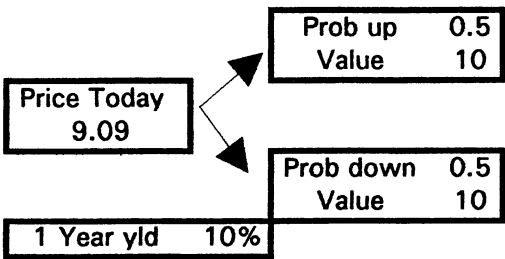 Prob up 0.5
Value 10
Price Today
9.09
Prob down 0.5
Value 10
1 Year yld 10%